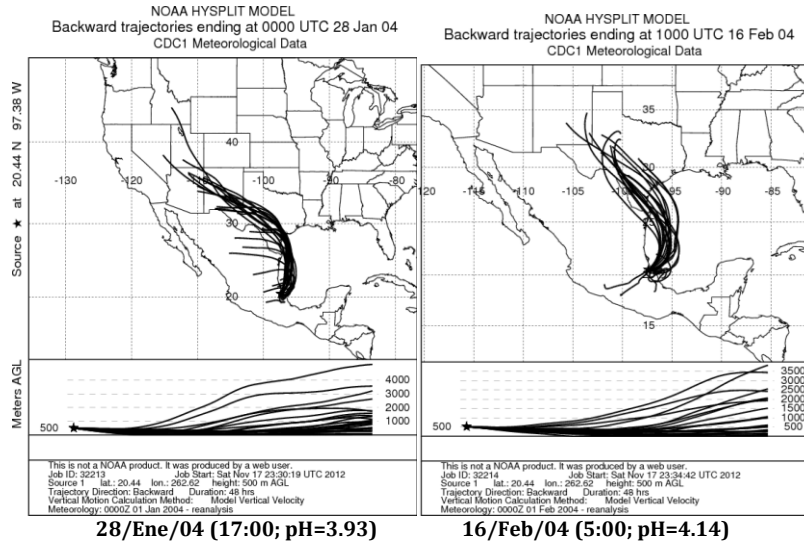 NOAA HYSPLIT MODEL
Backward trajectories ending at 0000 UTC 28 Jan 04
CDC1 Meteorological Data
Source ★ at 20.44 N 97.38 W
40
-130
-120
-110
-100
-90
-80
30
20
Meters AGL
500
4000
3000
2000
1000
This is not a NOAA product. It was produced by a web user.
Job ID: 32213 Job Start: Sat Nov 17 23:30:19 UTC 2012
Source 1 lat.: 20.44 lon.: 262.62 height: 500 m AGL
Trajectory Direction: Backward Duration: 48 hrs
Vertical Motion Calculation Method: Model Vertical Velocity
Meteorology: 0000Z 01 Jan 2004 - reanalysis
28/Ene/04 (17:00; pH=3.93)
NOAA HYSPLIT MODEL
Backward trajectories ending at 1000 UTC 16 Feb 04
CDC1 Meteorological Data
35
30
120
-115
-110
-105
-100
-95
-90
-85
15
500
3500
3000
2500
2000
1500
1000
500
This is not a NOAA product. It was produced by a web user.
Job ID: 32214 Job Start: Sat Nov 17 23:34:42 UTC 2012
Source 1 lat.: 20.44 lon.: 262.62 height: 500 m AGL
Trajectory Direction: Backward Duration: 48 hrs
Vertical Motion Calculation Method: Model Vertical Velocity
Meteorology: 0000Z 01 Feb 2004 - reanalysis
16/Feb/04 (5:00; pH=4.14)